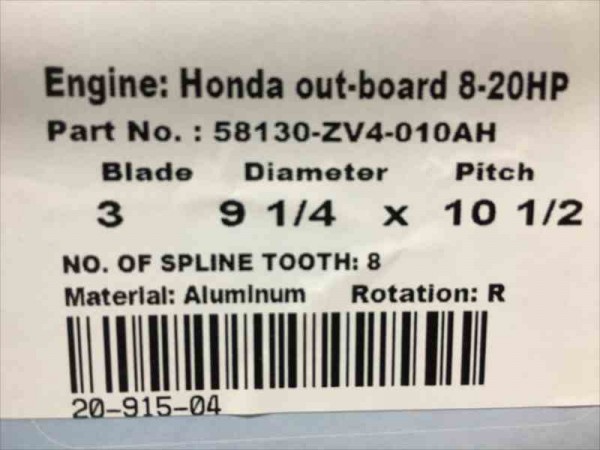 Engine: Honda out-board 8-20HP
Part No. : 58130-ZV4-010AH
Blade Diameter Pitch
3 9 1/4 x 10 1/2
NO. OF SPLINE TOOTH: 8
Material: Aluminum Rotation: R
20-915-04